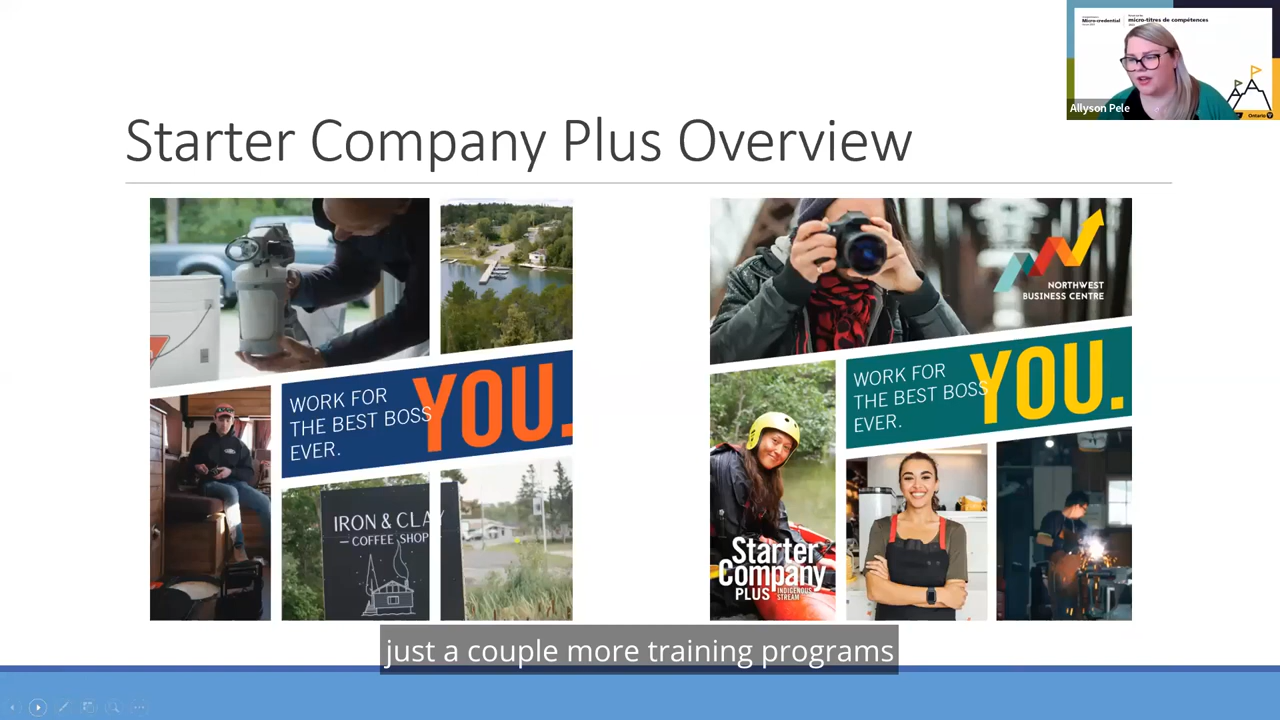 Micro-credential
micro-titres de compétences
Allyson Pele
Ontario
Starter Company Plus Overview
WORK FOR
THE BEST BOSS
EVER.
YOU.
IRON & CLAY
COFFEE SHOP
NORTHWEST
BUSINESS CENTRE
WORK FOR
THE BEST BOSS
EVER.
YOU.
Starter
Company
PLUS INDIGENOUS
STREAM
just a couple more training programs